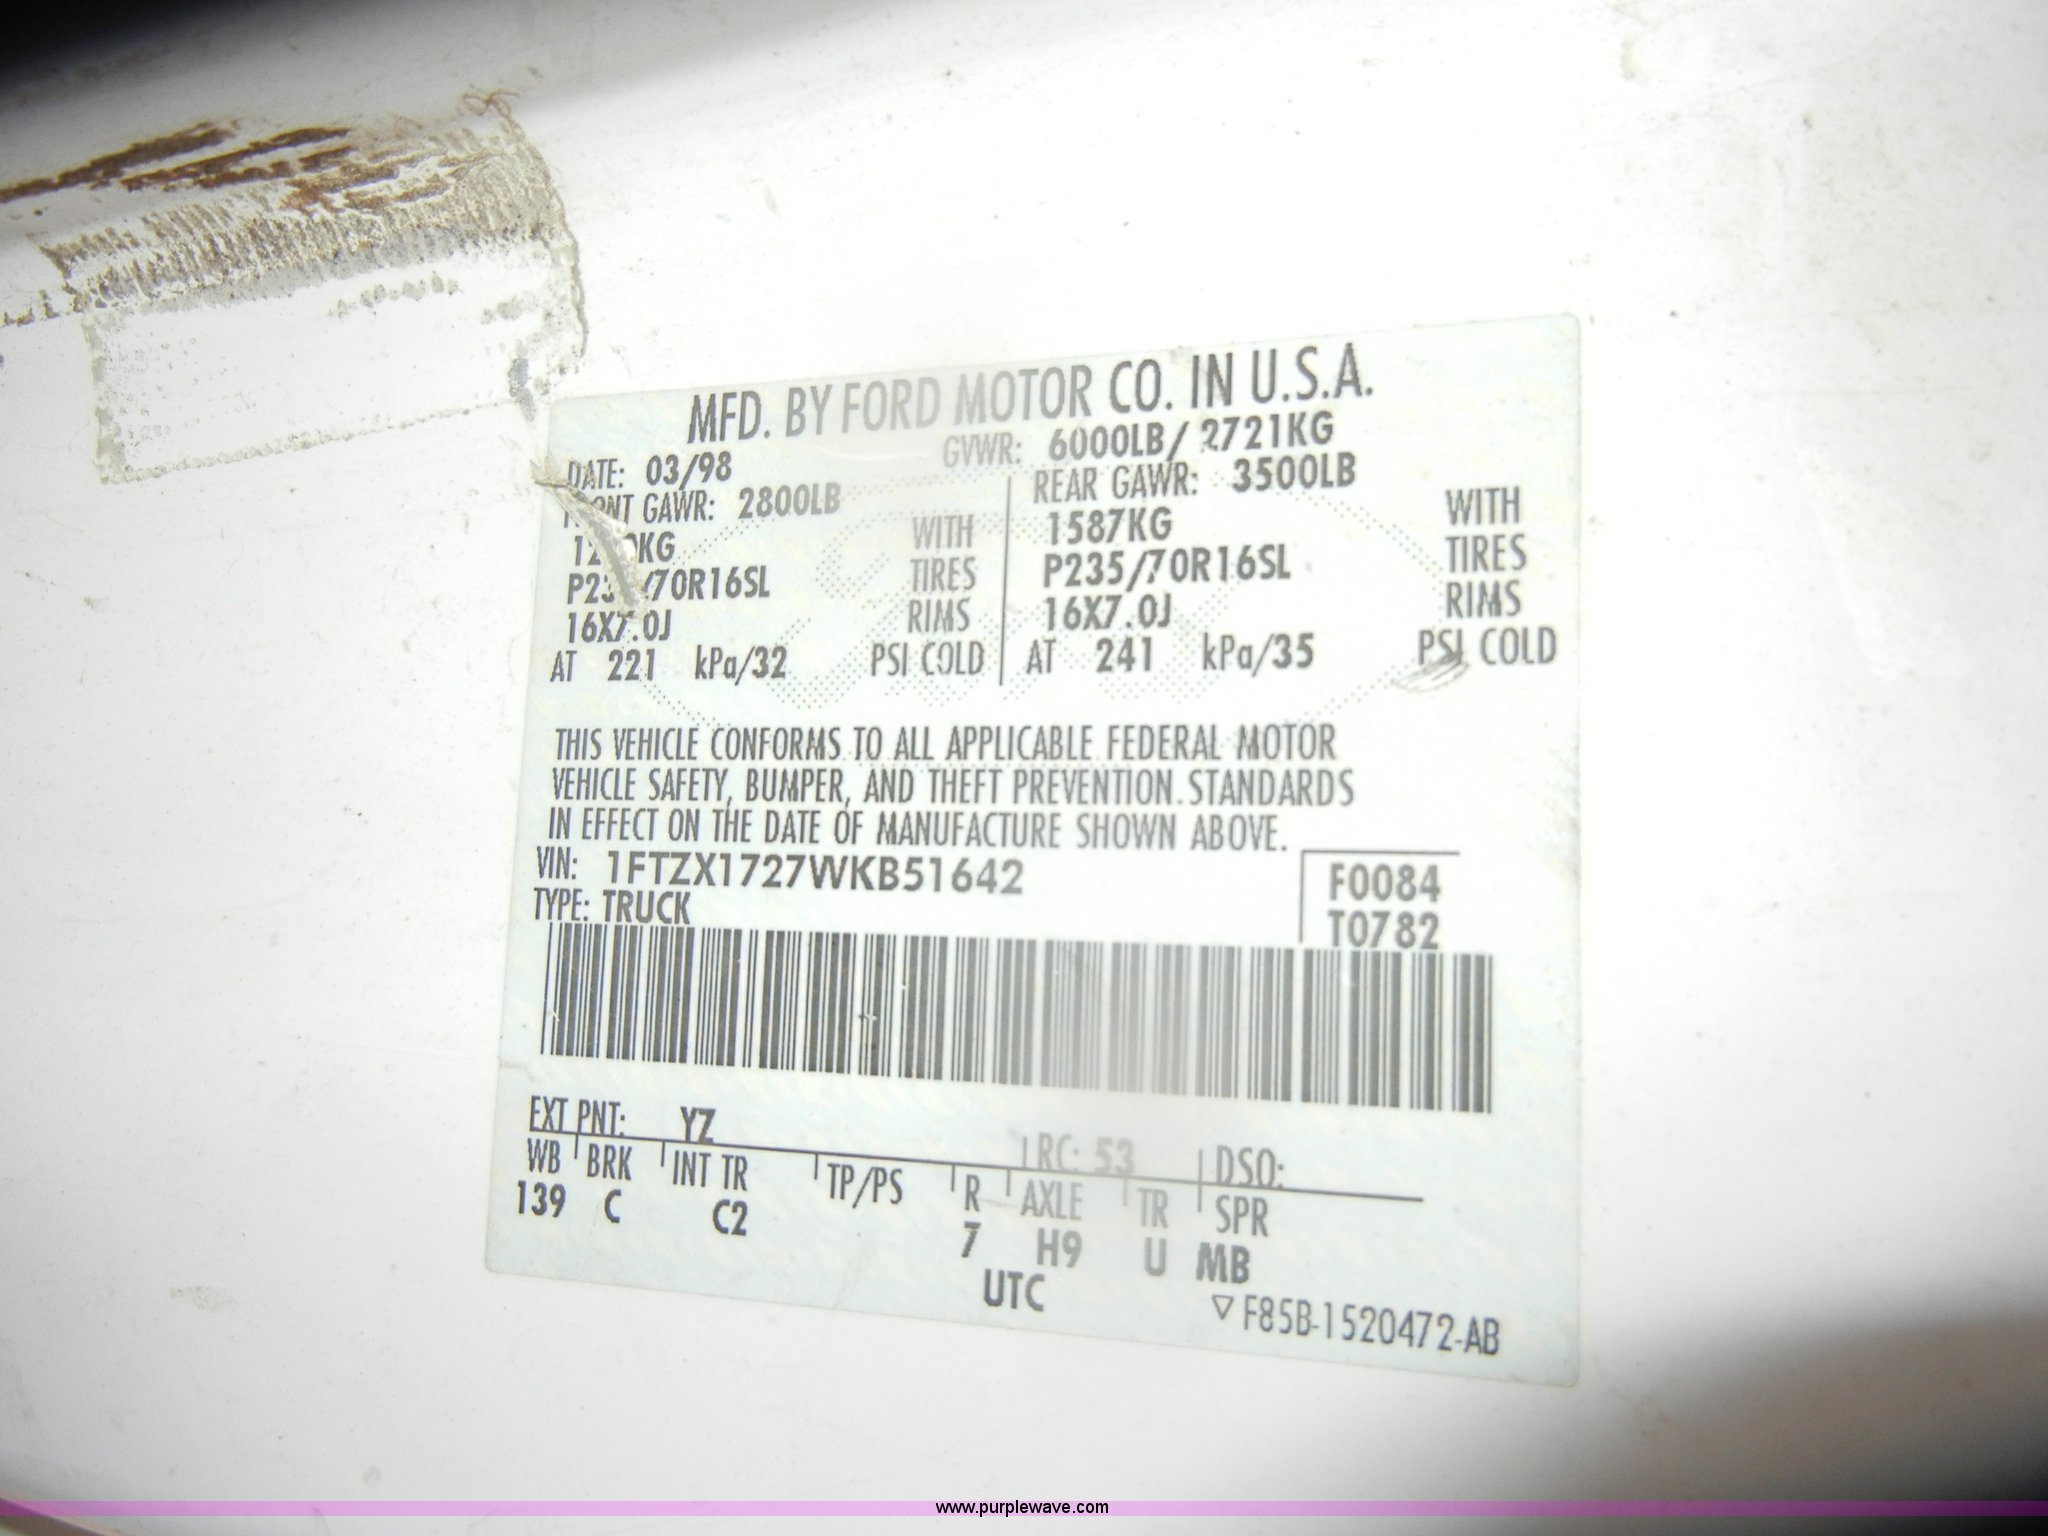 MFD. BY FORD MOTOR CO. IN U.S.A.
DATE: 03/98 GVWR: 6000LB/ 2721KG
FRONT GAWR: 2800LB REAR GAWR: 3500LB
WITH 1587KG WITH
P235/70R16SL TIRES P235/70R16SL TIRES
16X7.0J RIMS 16X7.0J RIMS
AT 221 kPa/32 PSI COLD AT 241 kPa/35 PSI COLD
THIS VEHICLE CONFORMS TO ALL APPLICABLE FEDERAL MOTOR
VEHICLE SAFETY, BUMPER, AND THEFT PREVENTION STANDARDS
IN EFFECT ON THE DATE OF MANUFACTURE SHOWN ABOVE.
VIN: 1FTZX1727WKB51642 F0084
TYPE: TRUCK T0782
EXT PNT: YZ RC: 53 DSO:
WB BRK INT TR TP/PS R AXLE TR SPR
139 C C2 7 H9 U MB
UTC
▽ F85B-1520472-AB
www.purplewave.com